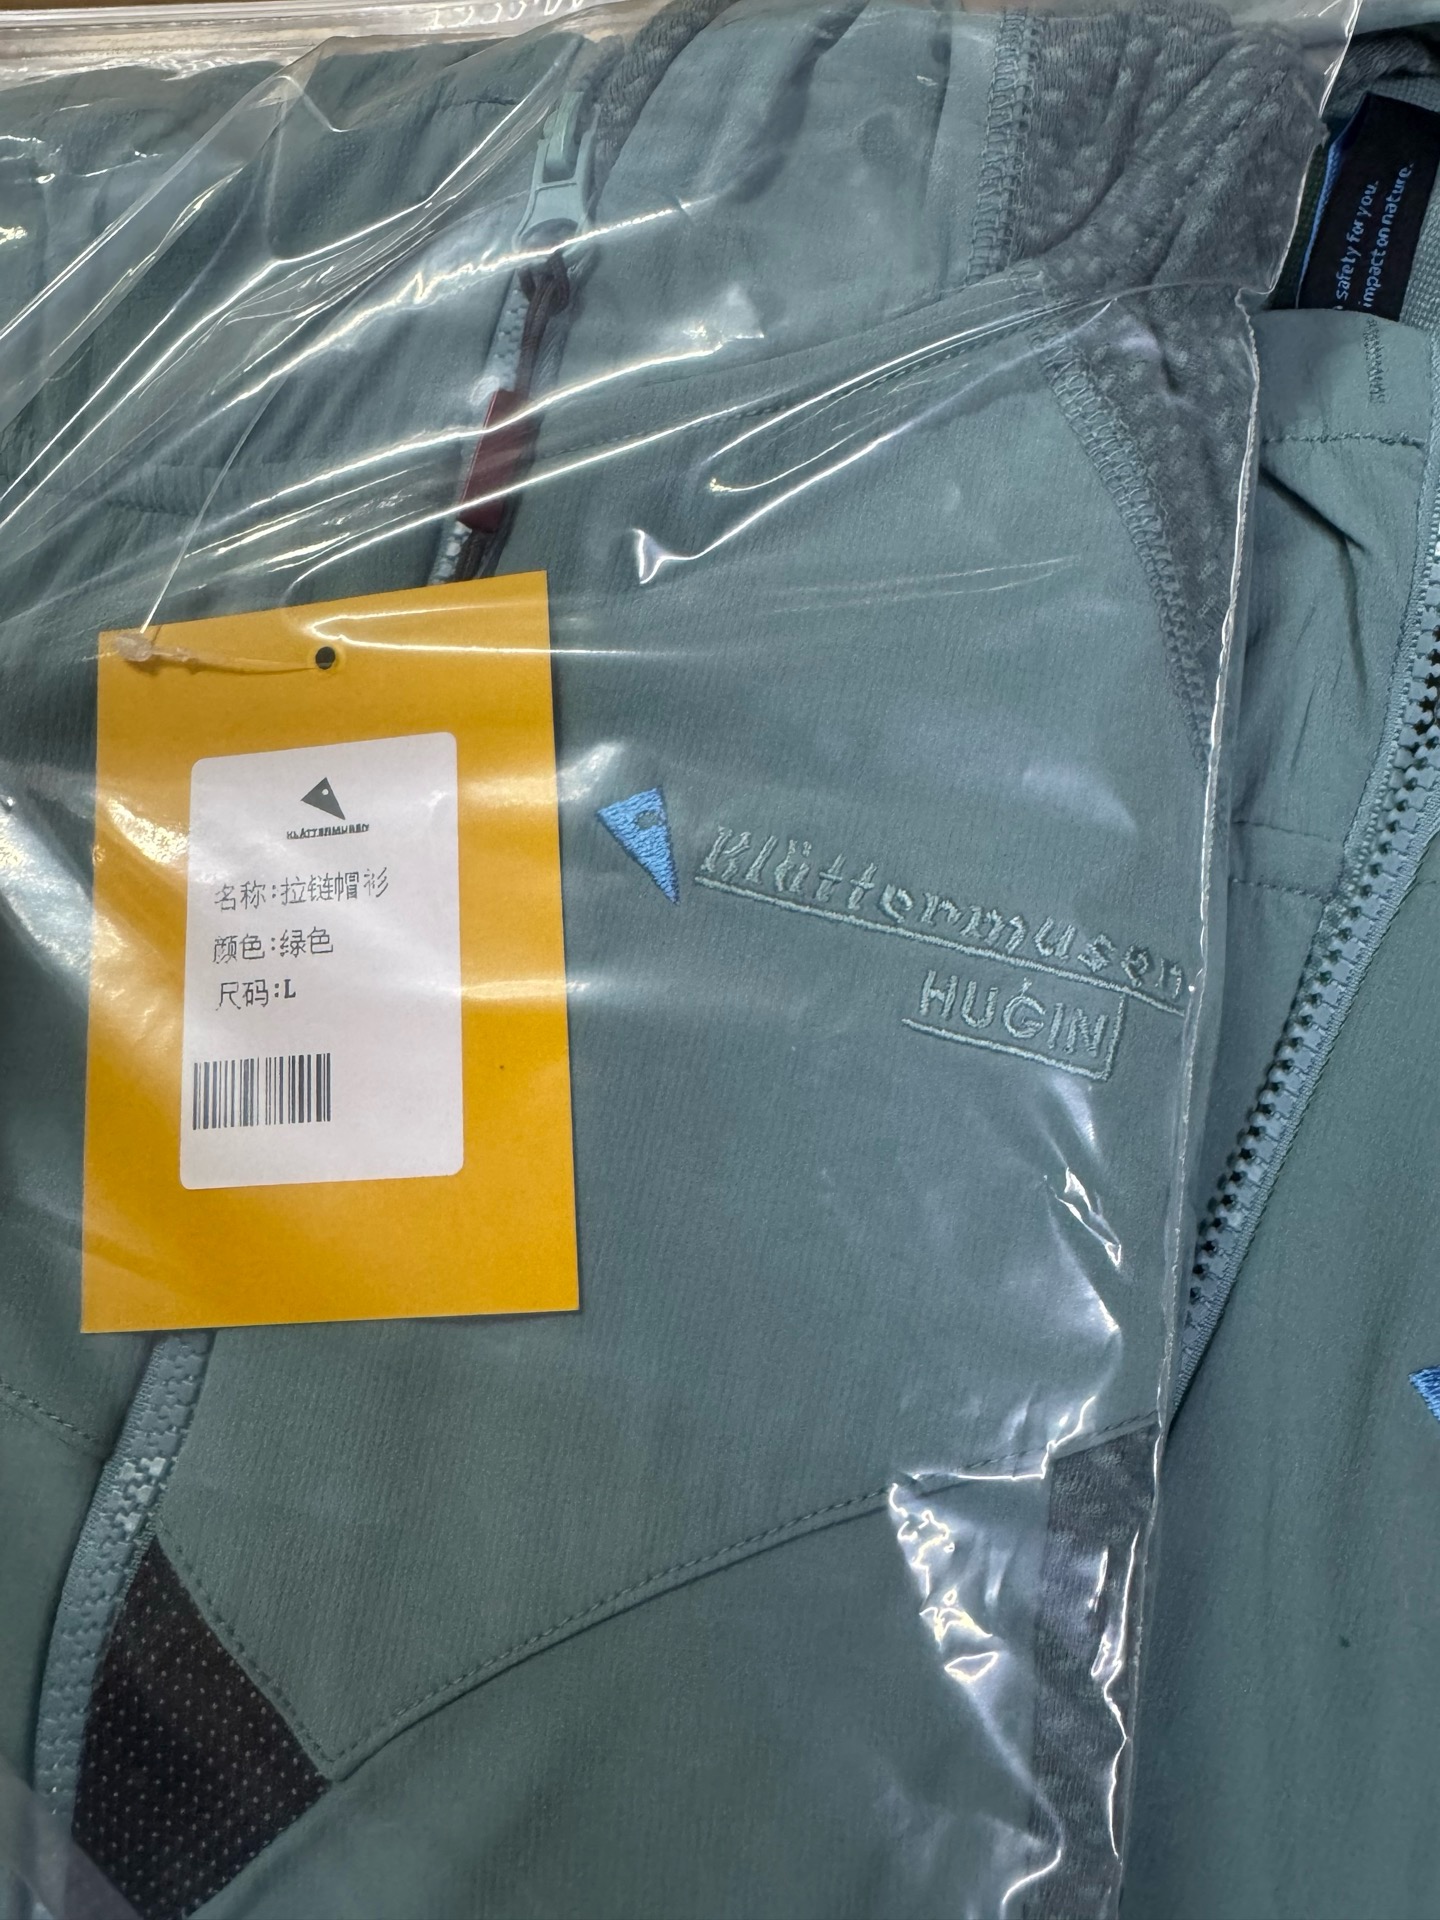 safety for you.
impact on nature.
KLÄTTERMUSEN
名称:拉链帽衫
颜色:绿色
尺码:L
Klättermusen
HUGIN